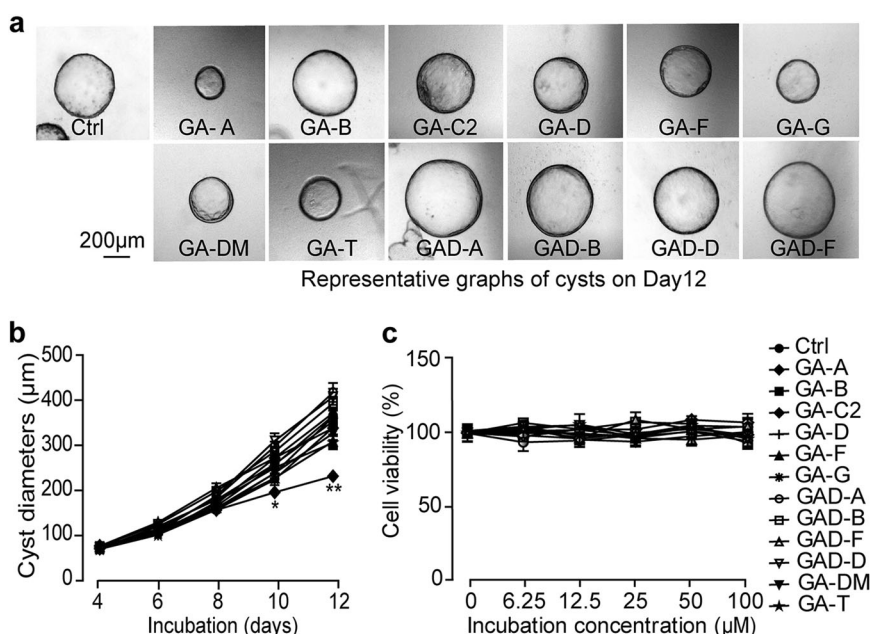 a
Ctrl GA- A GA-B GA-C2 GA-D GA-F GA-G
GA-DM GA-T GAD-A GAD-B GAD-D GAD-F
200μm
Representative graphs of cysts on Day12
b
Cyst diameters (μm)
500
400
300
200
100
0
* **
4 6 8 10 12
Incubation (days)
c
Cell viability (%)
150
100
50
0
0 6.25 12.5 25 50 100
Incubation concentration (μM)
Ctrl
GA-A
GA-B
GA-C2
GA-D
GA-F
GA-G
GAD-A
GAD-B
GAD-F
GAD-D
GA-DM
GA-T